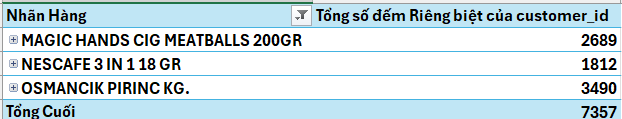 Nhãn Hàng Tổng số đếm Riêng biệt của customer_id
MAGIC HANDS CIG MEATBALLS 200GR 2689
NESCAFE 3 IN 1 18 GR 1812
OSMANCIK PIRINC KG. 3490
Tổng Cuối 7357